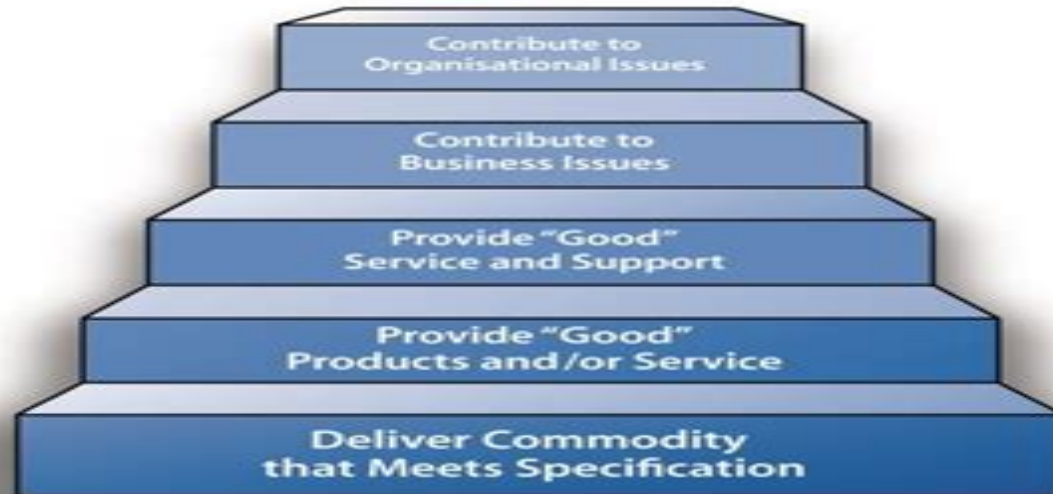 Contribute to
Organisational Issues
Contribute to
Business Issues
Provide “Good”
Service and Support
Provide “Good”
Products and/or Service
Deliver Commodity
that Meets Specification